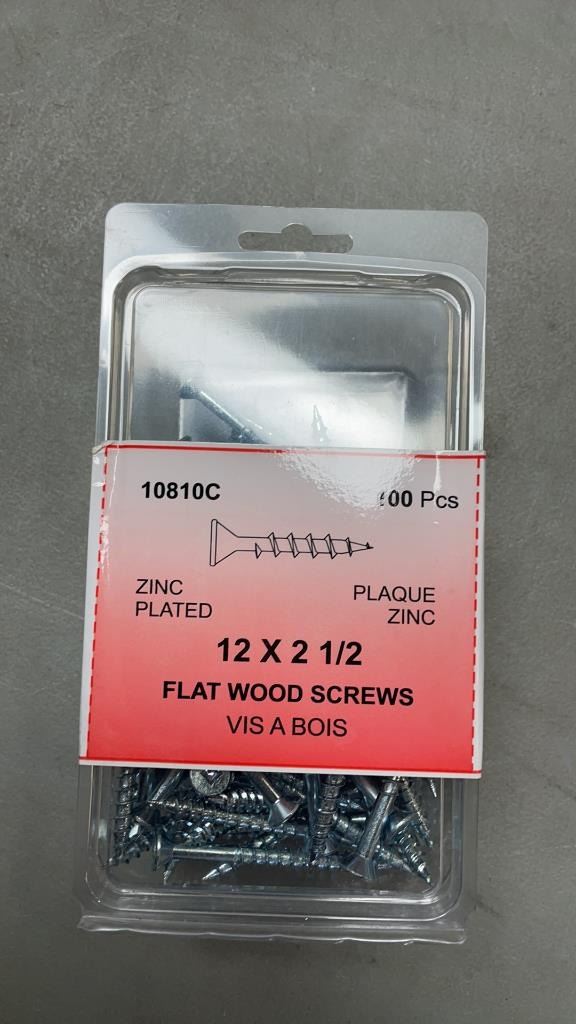 10810C
Pcs
ZINC
PLATED
PLAQUE
ZINC
12 X 2 1/2
FLAT WOOD SCREWS
VIS A BOIS